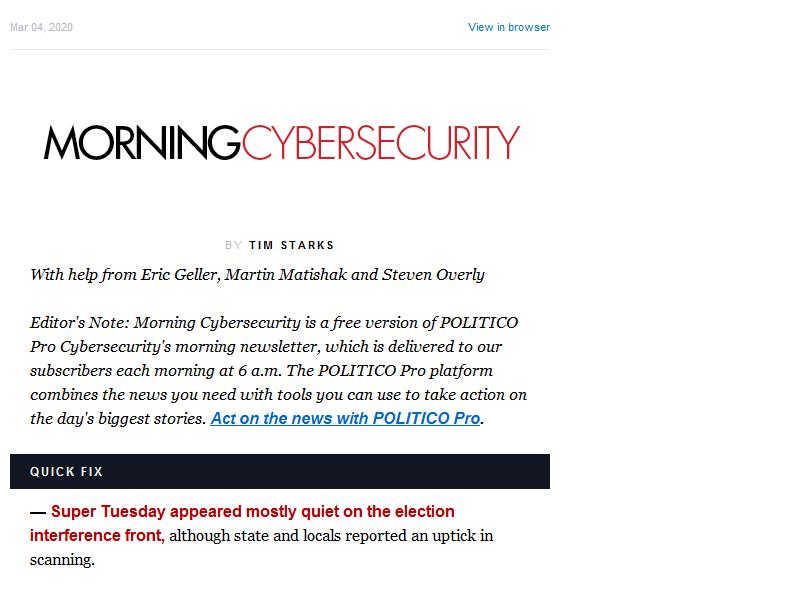 Mar 04, 2020
View in browser
MORNINGCYBERSECURITY
BY TIM STARKS
With help from Eric Geller, Martin Matishak and Steven Overly
Editor's Note: Morning Cybersecurity is a free version of POLITICO
Pro Cybersecurity's morning newsletter, which is delivered to our
subscribers each morning at 6 a.m. The POLITICO Pro platform
combines the news you need with tools you can use to take action on
the day's biggest stories. Act on the news with POLITICO Pro.
QUICK FIX
— Super Tuesday appeared mostly quiet on the election
interference front, although state and locals reported an uptick in
scanning.